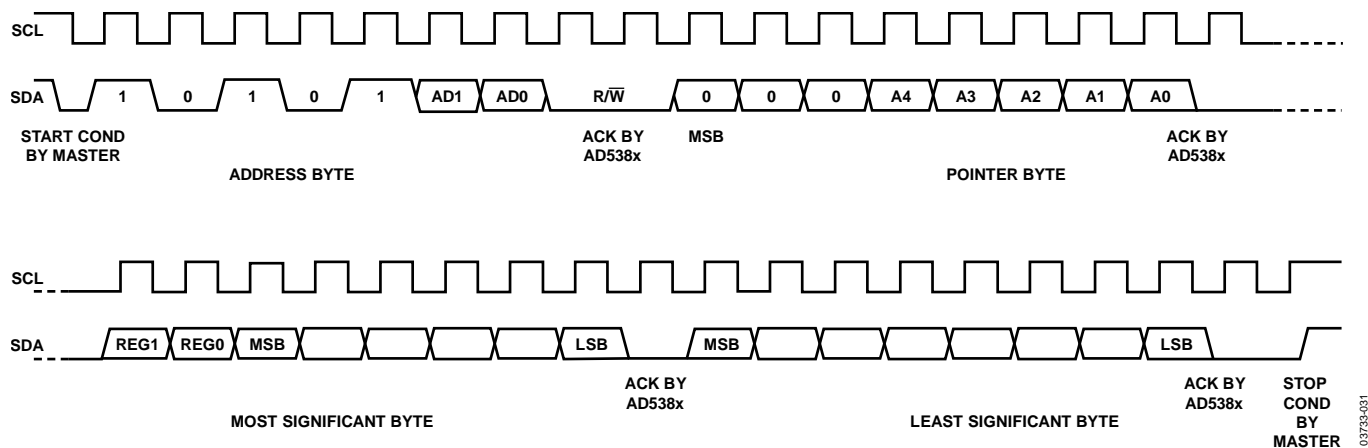 SCL
SDA 1 0 1 0 1 AD1 AD0 R/W̅ 0 0 0 A4 A3 A2 A1 A0
START COND
BY MASTER
ACK BY
AD538x
MSB
ACK BY
AD538x
ADDRESS BYTE
POINTER BYTE
SCL
SDA REG1 REG0 MSB LSB MSB LSB
ACK BY
AD538x
ACK BY
AD538x
STOP
COND
BY
MASTER
MOST SIGNIFICANT BYTE
LEAST SIGNIFICANT BYTE
03733-031